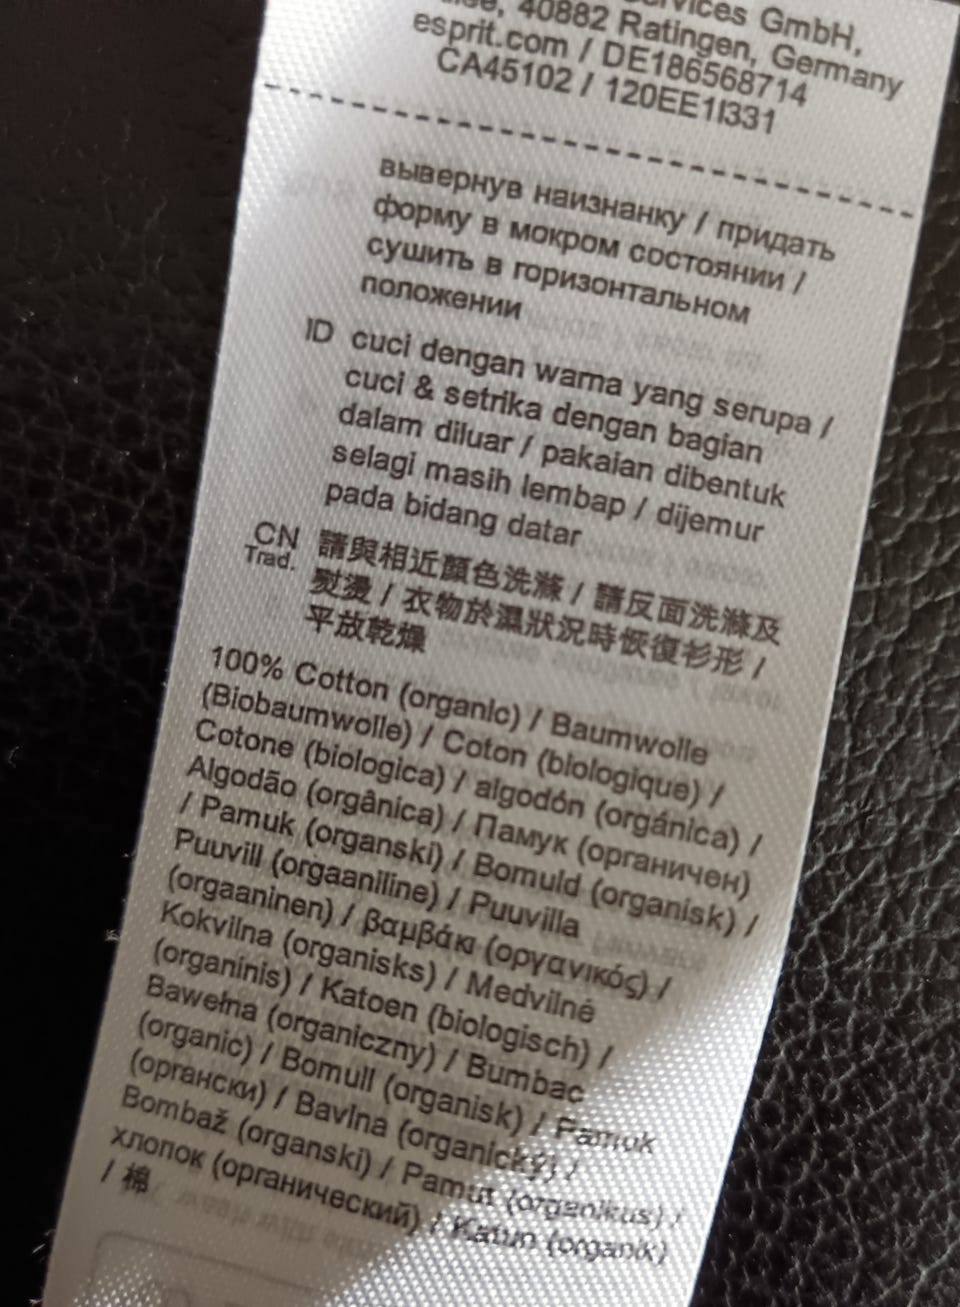 Services GmbH,
40882 Ratingen, Germany
esprit.com / DE186568714
CA45102 / 120EE1I331
вывернув наизнанку / придать
форму в мокром состоянии /
сушить в горизонтальном
положении
ID cuci dengan warna yang serupa /
cuci & setrika dengan bagian
dalam diluar / pakaian dibentuk
selagi masih lembap / dijemur
pada bidang datar
CN Trad. 請與相近顏色洗滌 / 請反面洗滌及
熨燙 / 衣物於濕狀況時恢復衫形 /
平放乾燥
100% Cotton (organic) / Baumwolle
(Biobaumwolle) / Coton (biologique) /
Cotone (biologica) / algodón (orgánica) /
Algodão (orgânica) / Памук (органичен)
/ Pamuk (organski) / Bomuld (organisk) /
Puuvill (orgaaniline) / Puuvilla
(orgaaninen) / βαμβάκι (οργανικός) /
Kokvilna (organisks) / Medvilnė
(organinis) / Katoen (biologisch) /
Bawełna (organiczny) / Bumbac
(organic) / Bomull (organisk) / Pamuk
(органски) / Bavlna (organický) /
Bombaž (organski) / Pamut (organikus) /
хлопок (органический) / Katun (organik)
/ 棉